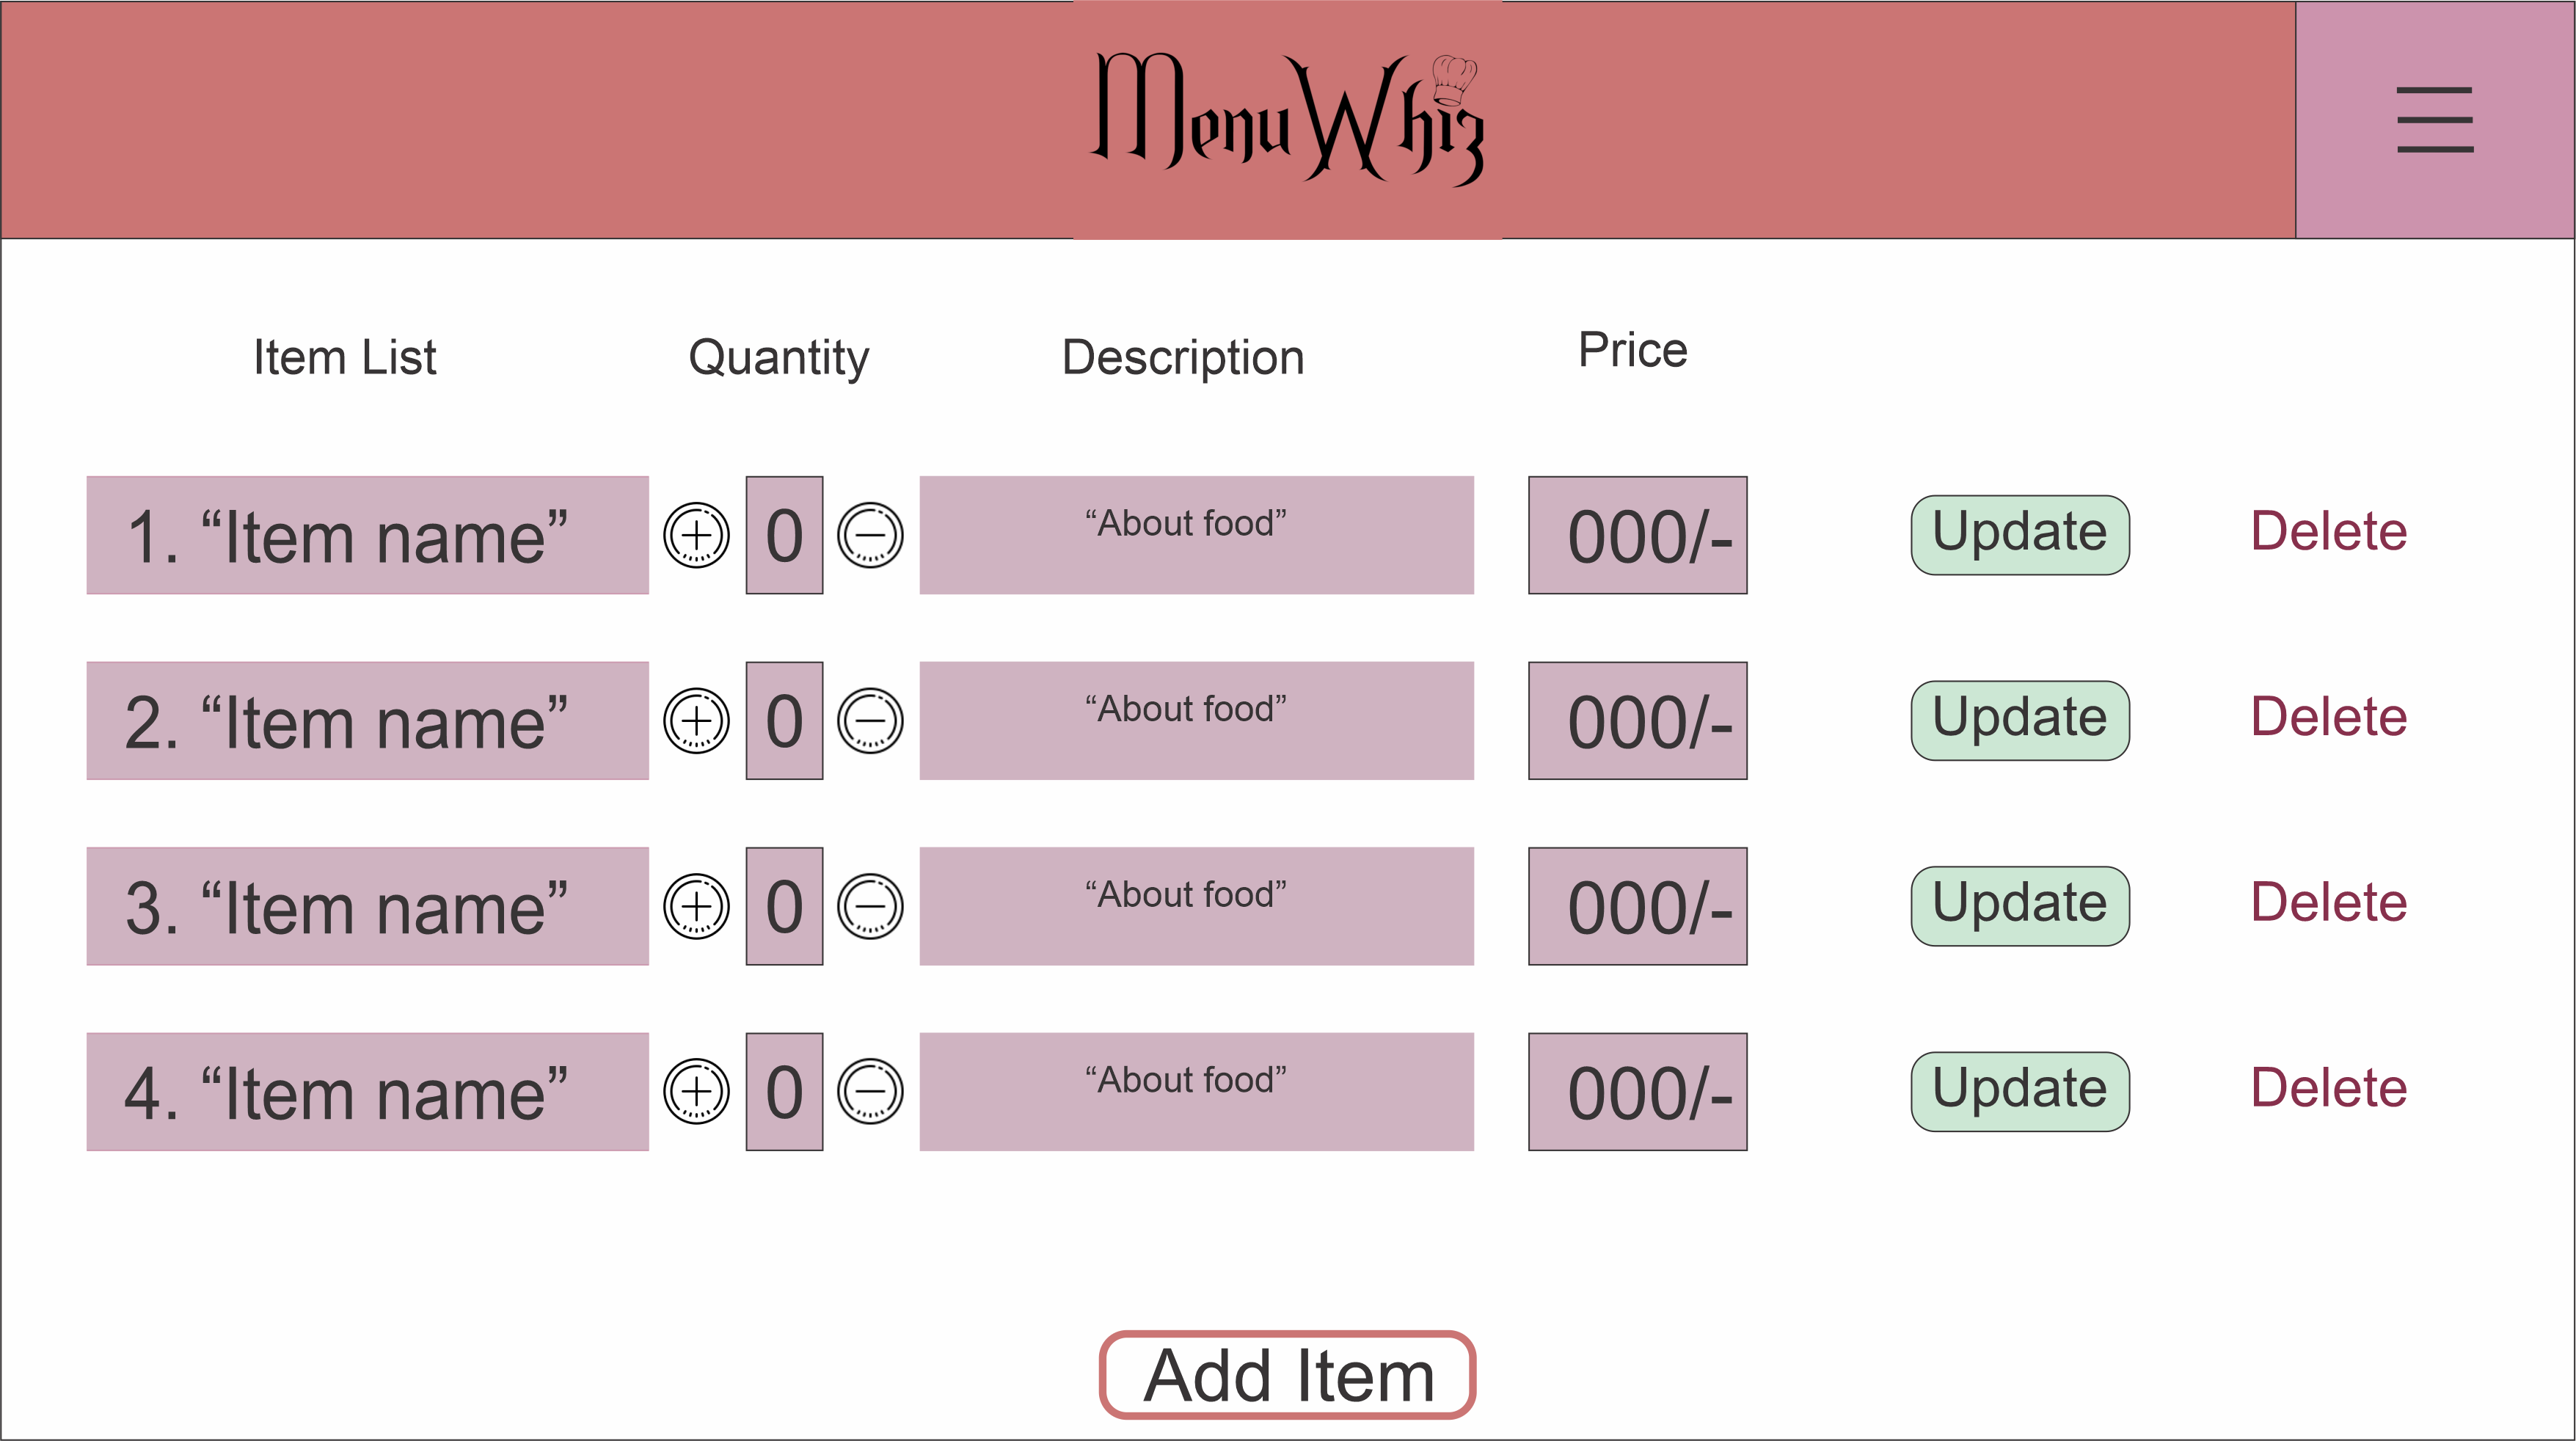 MenuWhiz
Item List Quantity Description Price
1. “Item name” 0 “About food” 000/- Update Delete
2. “Item name” 0 “About food” 000/- Update Delete
3. “Item name” 0 “About food” 000/- Update Delete
4. “Item name” 0 “About food” 000/- Update Delete
Add Item